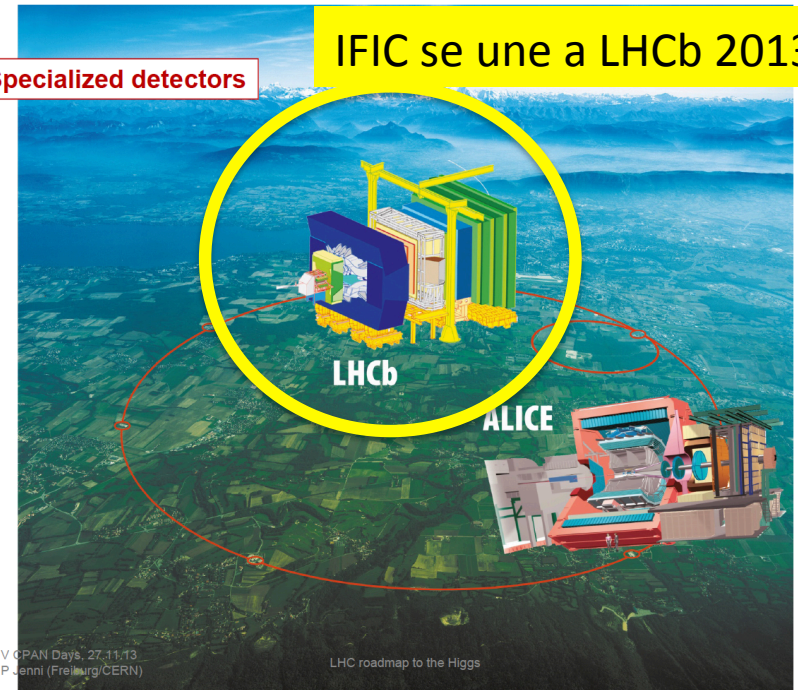 IFIC se une a LHCb 2013
Specialized detectors
LHCb
ALICE
V CPAN Days, 27.11.13
P Jenni (Freiburg/CERN)
LHC roadmap to the Higgs